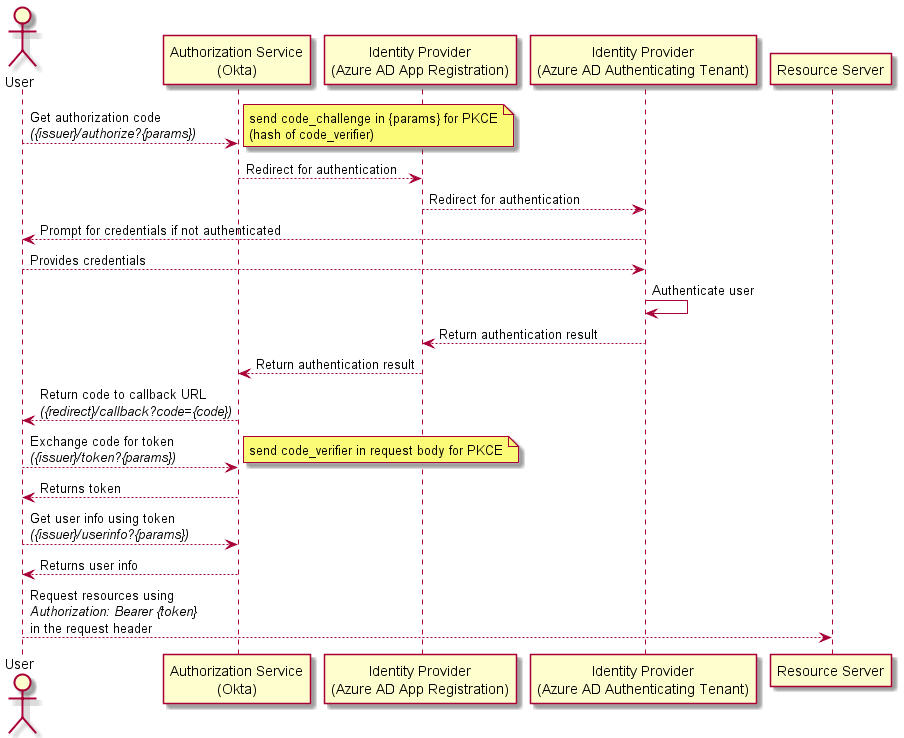 User
Authorization Service
(Okta)
Identity Provider
(Azure AD App Registration)
Identity Provider
(Azure AD Authenticating Tenant)
Resource Server
Get authorization code
({issuer}/authorize?{params})
send code_challenge in {params} for PKCE
(hash of code_verifier)
Redirect for authentication
Redirect for authentication
Prompt for credentials if not authenticated
Provides credentials
Authenticate user
Return authentication result
Return authentication result
Return code to callback URL
({redirect}/callback?code={code})
Exchange code for token
({issuer}/token?{params})
send code_verifier in request body for PKCE
Returns token
Get user info using token
({issuer}/userinfo?{params})
Returns user info
Request resources using
Authorization: Bearer {token}
in the request header
User
Authorization Service
(Okta)
Identity Provider
(Azure AD App Registration)
Identity Provider
(Azure AD Authenticating Tenant)
Resource Server